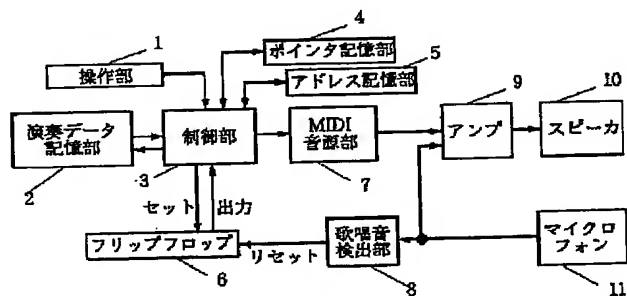 4
ポインタ記憶部
1
5
操作部
アドレス記憶部
9
10
演奏データ
記憶部
制御部
MIDI
音源部
アンプ
スピーカ
2
3
7
セット
出力
フリップフロップ
リセット
歌唱音
検出部
マイクロ
フォン
6
8
11